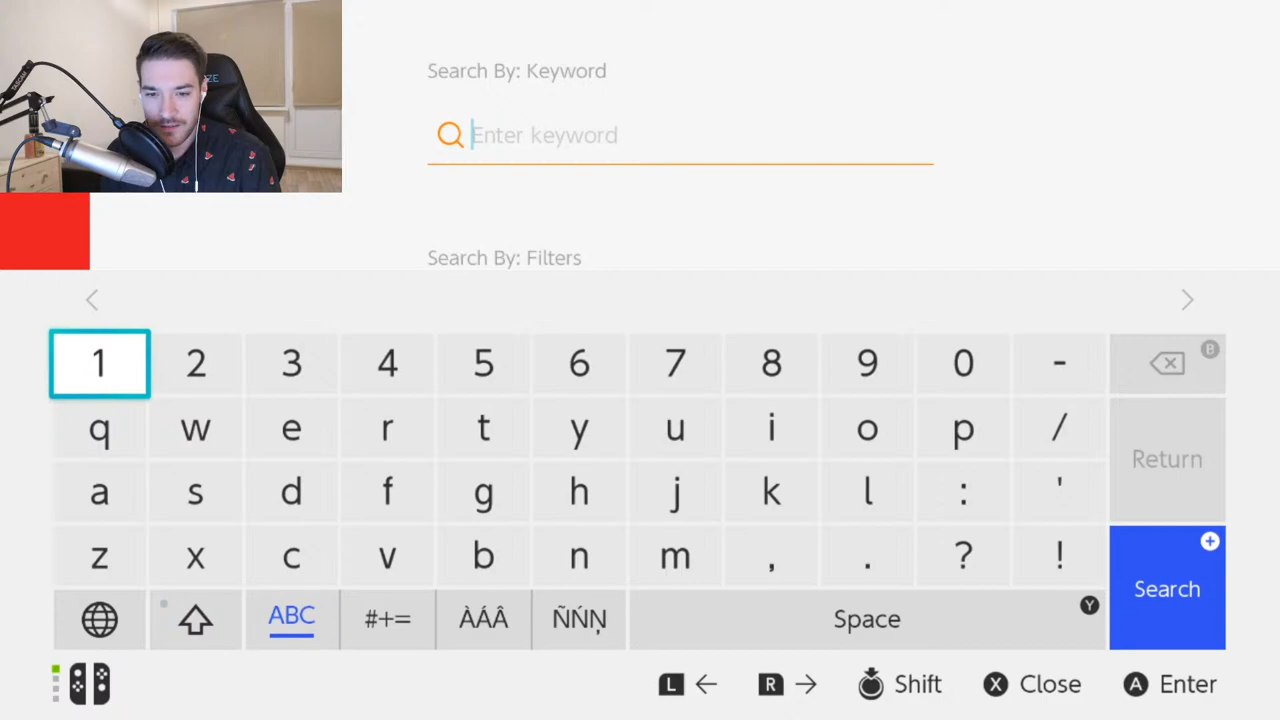 Search By: Keyword
Enter keyword
Search By: Filters
1 2 3 4 5 6 7 8 9 0 - B
q w e r t y u i o p /
Return
a s d f g h j k l : '
z x c v b n m , . ? ! +
Search
ABC #+= ÀÁÂ ÑŃŅ Space Y
L ← R → Shift X Close A Enter